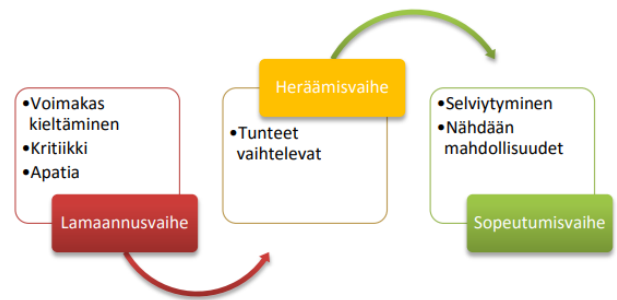 •Voimakas
kieltäminen
•Kritiikki
•Apatia
Lamaannusvaihe
Heräämisvaihe
•Tunteet
vaihtelevat
•Selviytyminen
•Nähdään
mahdollisuudet
Sopeutumisvaihe